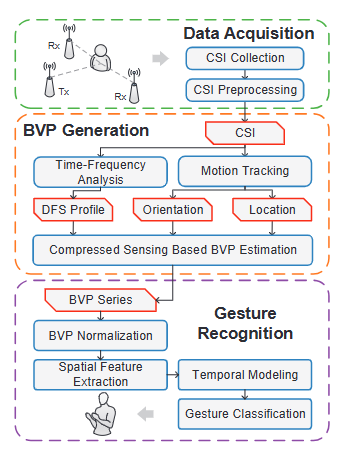 Data Acquisition
Rx
Tx
Rx
CSI Collection
CSI Preprocessing
BVP Generation
CSI
Time-Frequency
Analysis
Motion Tracking
DFS Profile
Orientation
Location
Compressed Sensing Based BVP Estimation
BVP Series
Gesture
Recognition
BVP Normalization
Spatial Feature
Extraction
Temporal Modeling
Gesture Classification